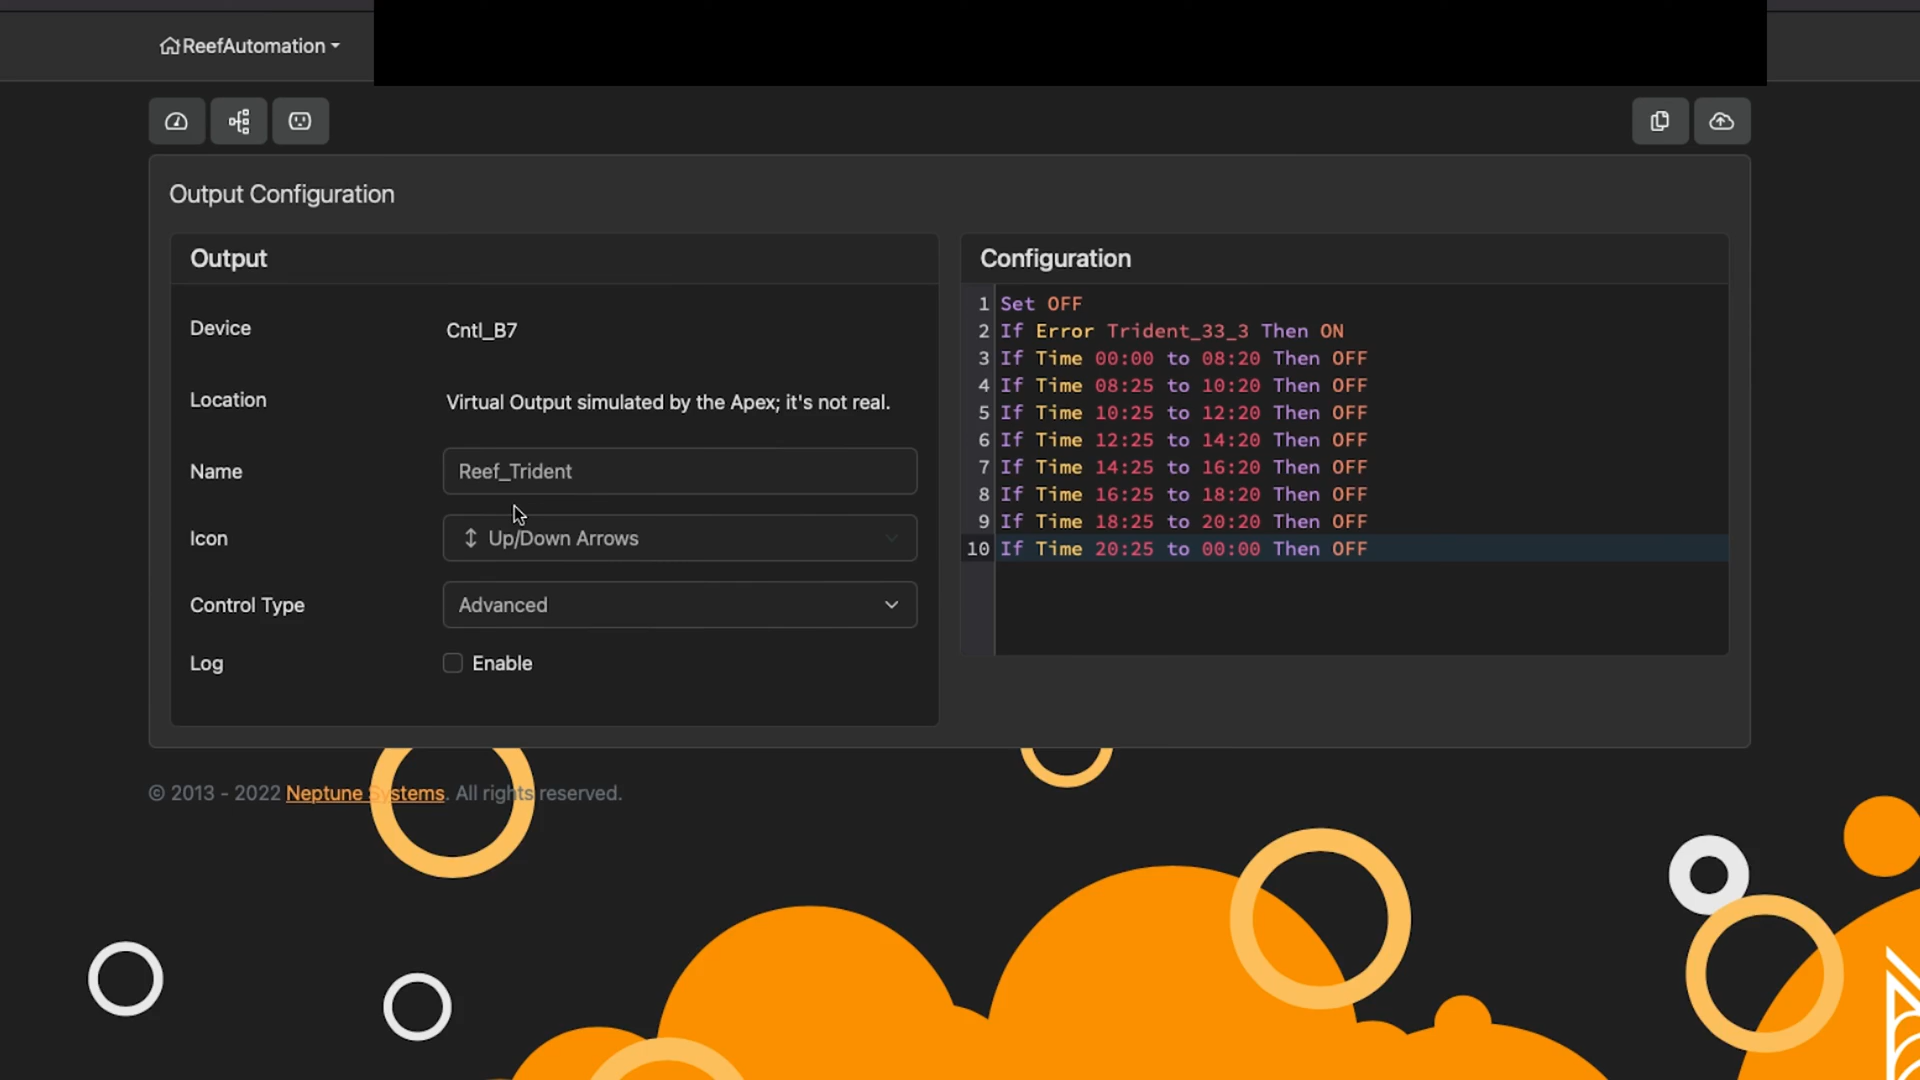 ReefAutomation
Output Configuration
Output
Device Cntl_B7
Location Virtual Output simulated by the Apex; it's not real.
Name Reef_Trident
Icon Up/Down Arrows
Control Type Advanced
Log Enable
Configuration
1 Set OFF
2 If Error Trident_33_3 Then ON
3 If Time 00:00 to 08:20 Then OFF
4 If Time 08:25 to 10:20 Then OFF
5 If Time 10:25 to 12:20 Then OFF
6 If Time 12:25 to 14:20 Then OFF
7 If Time 14:25 to 16:20 Then OFF
8 If Time 16:25 to 18:20 Then OFF
9 If Time 18:25 to 20:20 Then OFF
10 If Time 20:25 to 00:00 Then OFF
© 2013 - 2022 Neptune Systems. All rights reserved.